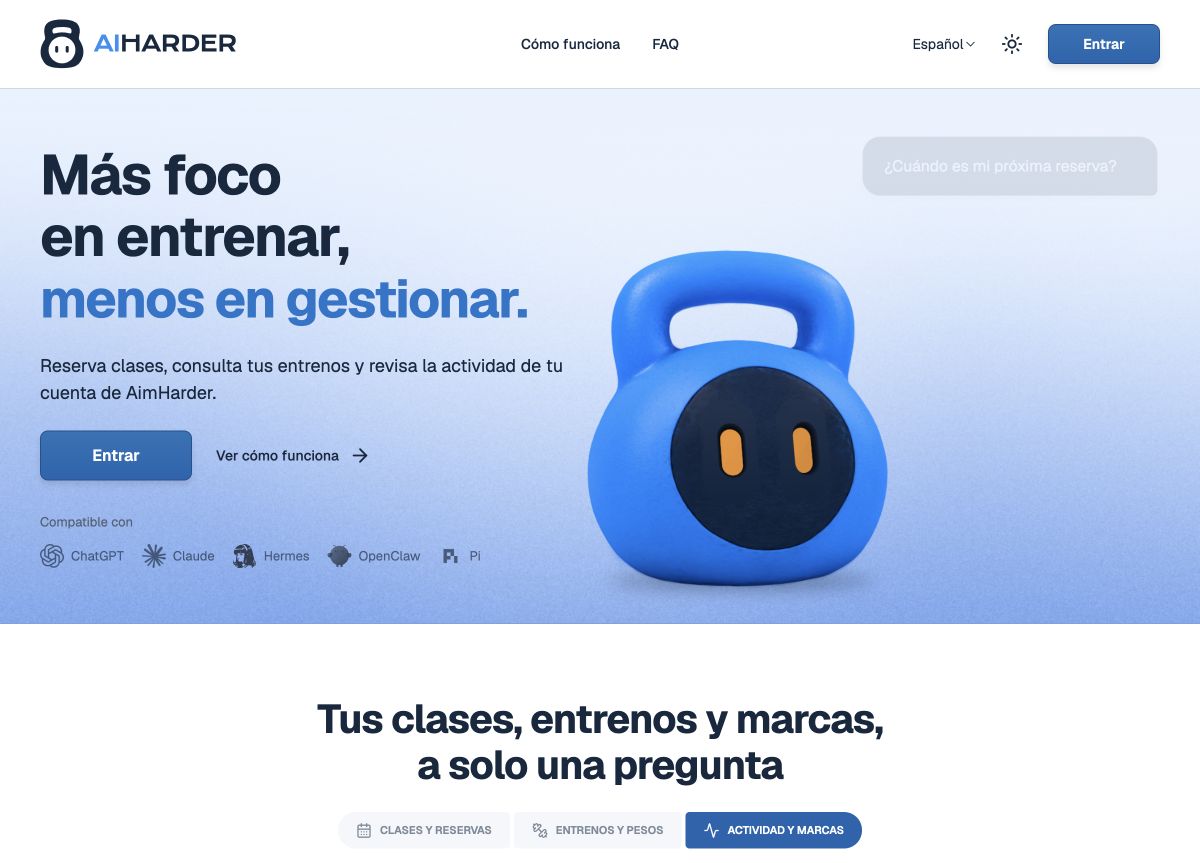 AIHARDER
Cómo funciona
FAQ
Español
Entrar
Más foco
en entrenar,
menos en gestionar.
¿Cuándo es mi próxima reserva?
Reserva clases, consulta tus entrenos y revisa la actividad de tu
cuenta de AimHarder.
Entrar
Ver cómo funciona
Compatible con
ChatGPT
Claude
Hermes
OpenClaw
Pi
Tus clases, entrenos y marcas,
a solo una pregunta
CLASES Y RESERVAS
ENTRENOS Y PESOS
ACTIVIDAD Y MARCAS